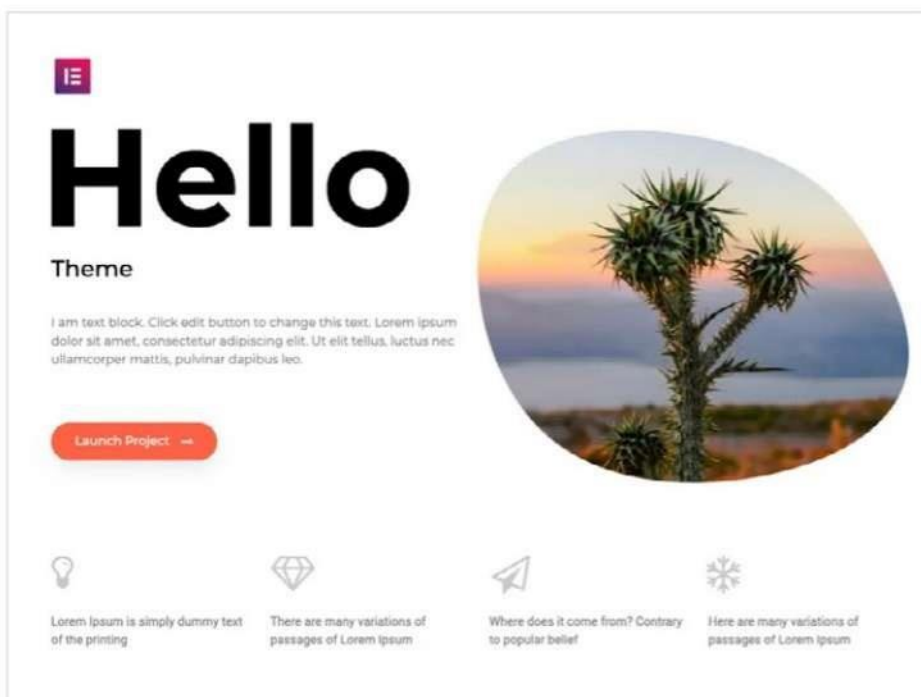 Hello
Theme
I am text block. Click edit button to change this text. Lorem ipsum
dolor sit amet, consectetur adipiscing elit. Ut elit tellus, luctus nec
ullamcorper mattis, pulvinar dapibus leo.
Launch Project
Lorem Ipsum is simply dummy text
of the printing
There are many variations of
passages of Lorem Ipsum
Where does it come from? Contrary
to popular belief
Here are many variations of
passages of Lorem Ipsum